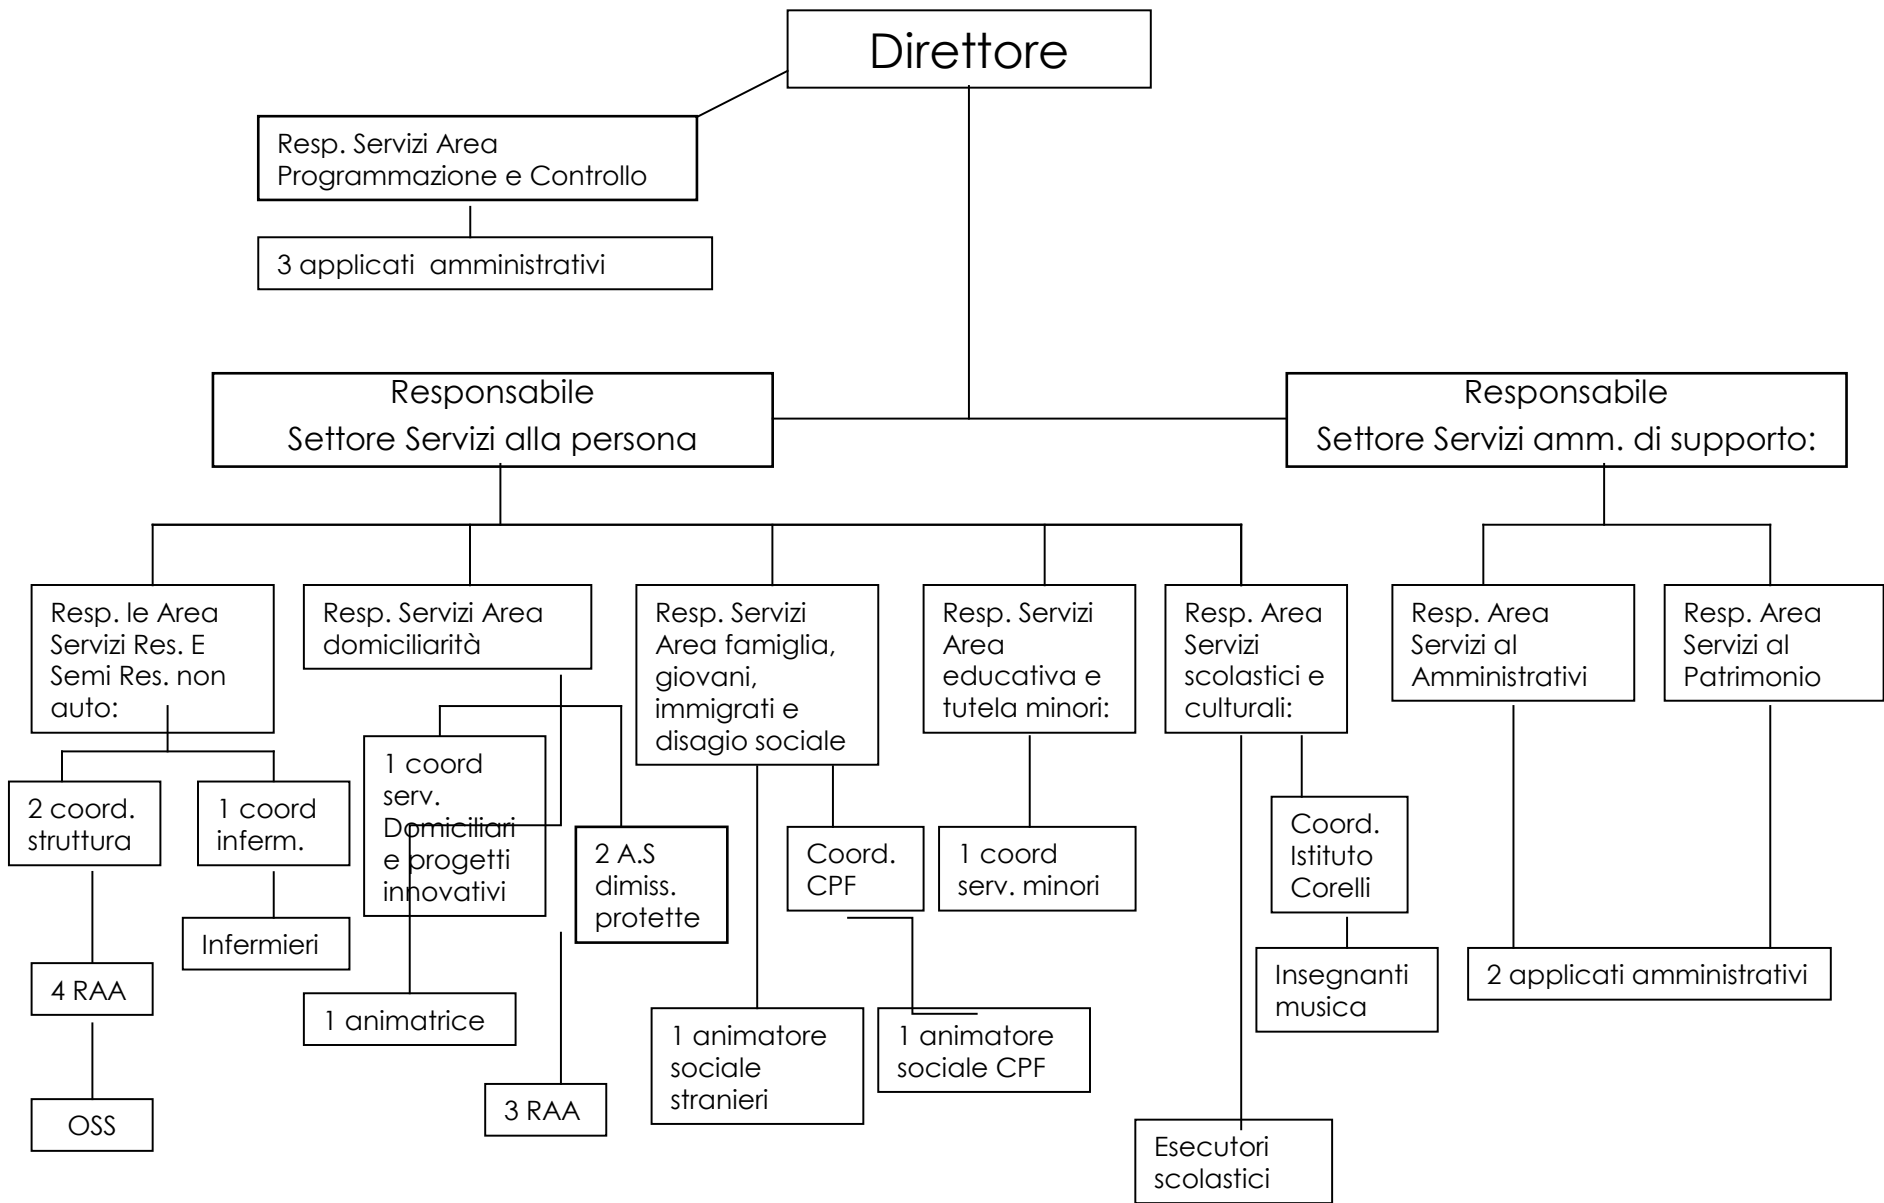 Direttore
Resp. Servizi Area
Programmazione e Controllo
3 applicati amministrativi
Responsabile
Settore Servizi alla persona
Responsabile
Settore Servizi amm. di supporto:
Resp. le Area
Servizi Res. E
Semi Res. non
auto:
Resp. Servizi Area
domiciliarità
Resp. Servizi
Area famiglia,
giovani,
immigrati e
disagio sociale
Resp. Servizi
Area
educativa e
tutela minori:
Resp. Area
Servizi
scolastici e
culturali:
Resp. Area
Servizi al
Amministrativi
Resp. Area
Servizi al
Patrimonio
2 coord.
struttura
1 coord
inferm.
1 coord
serv.
Domiciliari
e progetti
innovativi
2 A.S
dimiss.
protette
Coord.
CPF
1 coord
serv. minori
Coord.
Istituto
Corelli
Infermieri
4 RAA
1 animatrice
Insegnanti
musica
2 applicati amministrativi
1 animatore
sociale
stranieri
1 animatore
sociale CPF
3 RAA
OSS
Esecutori
scolastici